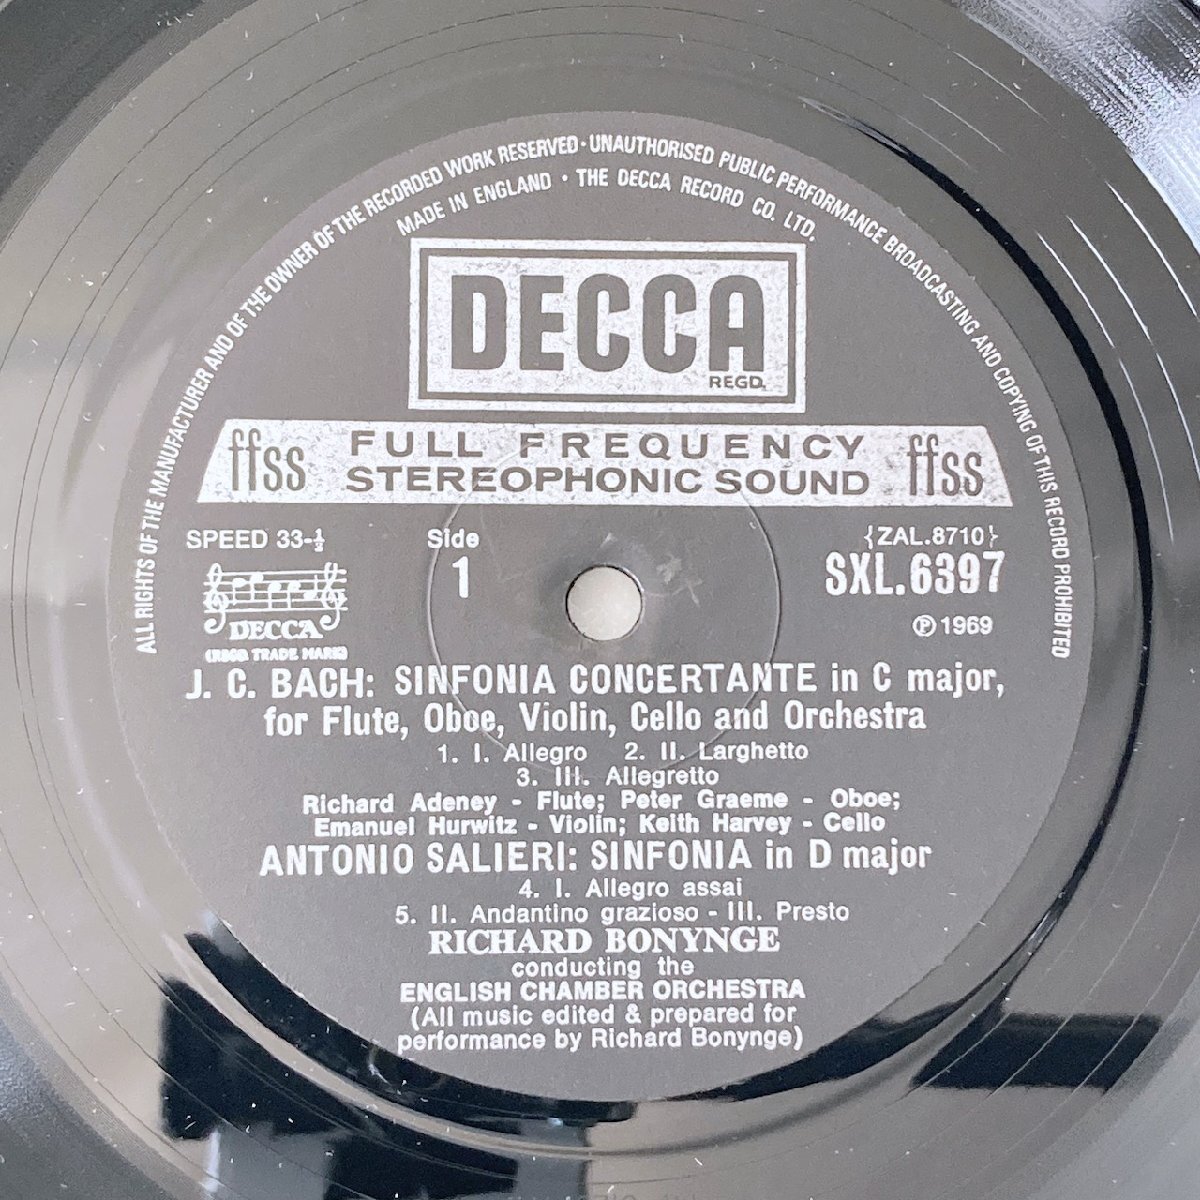 ALL RIGHTS OF THE MANUFACTURER AND OF THE OWNER OF THE RECORDED WORK RESERVED · UNAUTHORISED PUBLIC PERFORMANCE BROADCASTING AND COPYING OF THIS RECORD PROHIBITED
MADE IN ENGLAND · THE DECCA RECORD CO. LTD.
DECCA
REGD.
ffss FULL FREQUENCY STEREOPHONIC SOUND ffss
SPEED 33-⅓
DECCA
(REGD TRADE MARK)
Side
1
{ZAL.8710}
SXL.6397
Ⓟ 1969
J. C. BACH: SINFONIA CONCERTANTE in C major,
for Flute, Oboe, Violin, Cello and Orchestra
1. I. Allegro 2. II. Larghetto
3. III. Allegretto
Richard Adeney - Flute; Peter Graeme - Oboe;
Emanuel Hurwitz - Violin; Keith Harvey - Cello
ANTONIO SALIERI: SINFONIA in D major
4. I. Allegro assai
5. II. Andantino grazioso - III. Presto
RICHARD BONYNGE
conducting the
ENGLISH CHAMBER ORCHESTRA
(All music edited & prepared for
performance by Richard Bonynge)